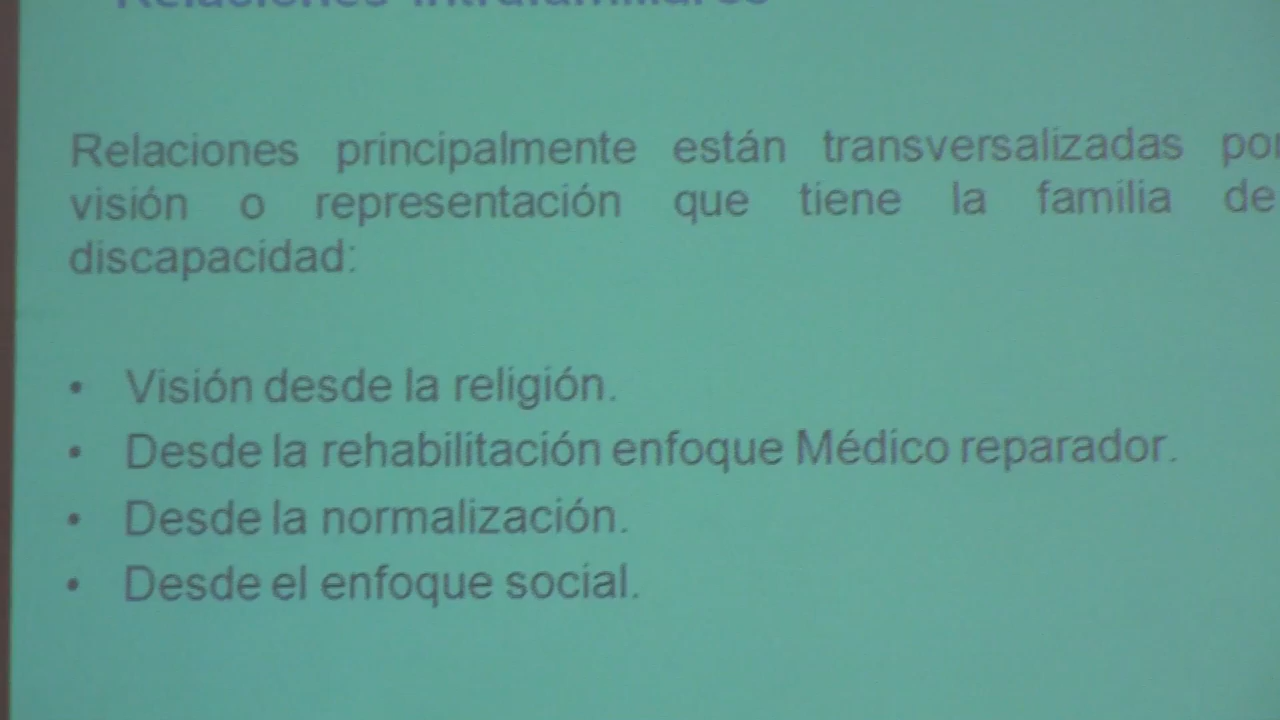 Relaciones intrafamiliares
Relaciones principalmente están transversalizadas por
visión o representación que tiene la familia de
discapacidad:
• Visión desde la religión.
• Desde la rehabilitación enfoque Médico reparador.
• Desde la normalización.
• Desde el enfoque social.